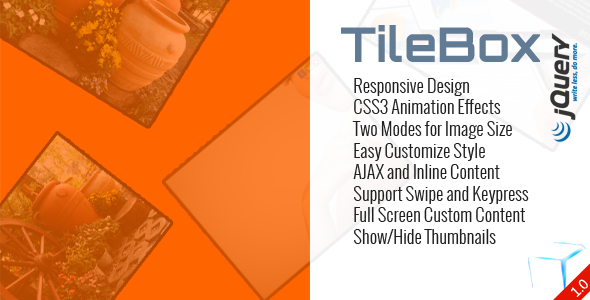 TileBox
jQuery
write less, do more.
Responsive Design
CSS3 Animation Effects
Two Modes for Image Size
Easy Customize Style
AJAX and Inline Content
Support Swipe and Keypress
Full Screen Custom Content
Show/Hide Thumbnails
1.0